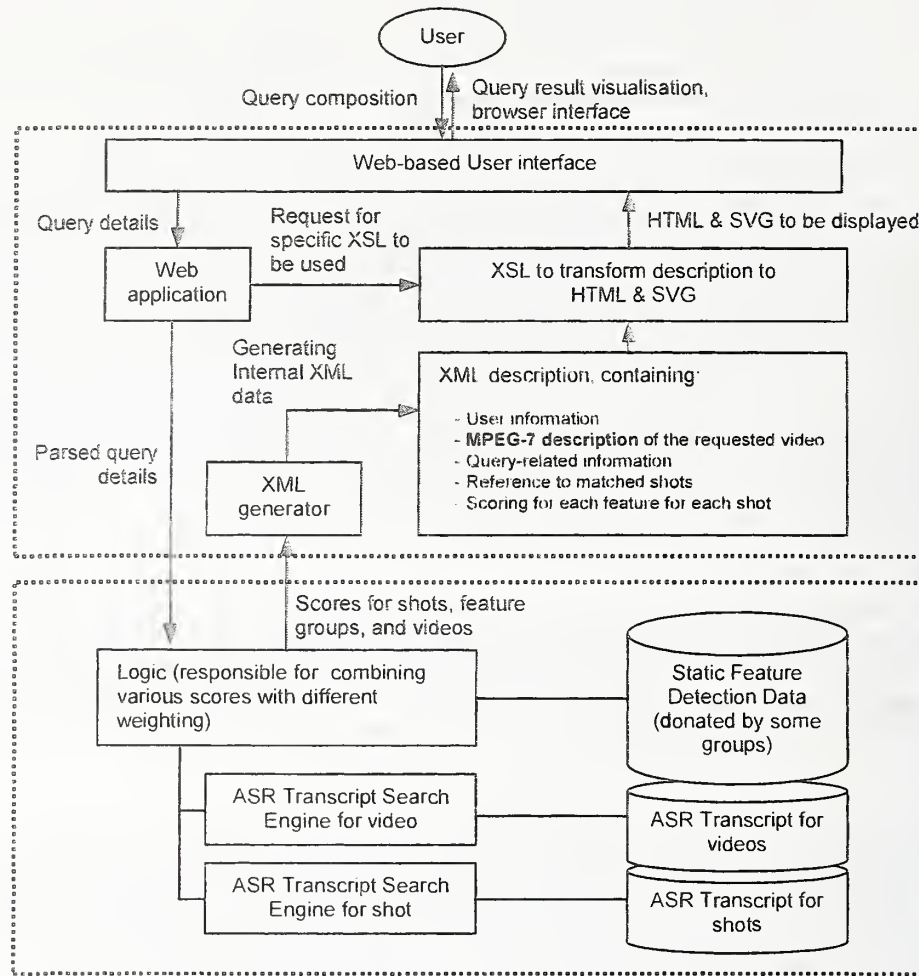 User
Query composition
Query result visualisation,
browser interface
Web-based User interface
Query details
Request for
specific XSL to
be used
HTML & SVG to be displayed
Web
application
XSL to transform description to
HTML & SVG
Generating
Internal XML
data
XML description, containing:
- User information
- MPEG-7 description of the requested video
- Query-related information
- Reference to matched shots
- Scoring for each feature for each shot
Parsed query
details
XML
generator
Scores for shots, feature
groups, and videos
Logic (responsible for combining
various scores with different
weighting)
Static Feature
Detection Data
(donated by some
groups)
ASR Transcript Search
Engine for video
ASR Transcript for
videos
ASR Transcript Search
Engine for shot
ASR Transcript for
shots